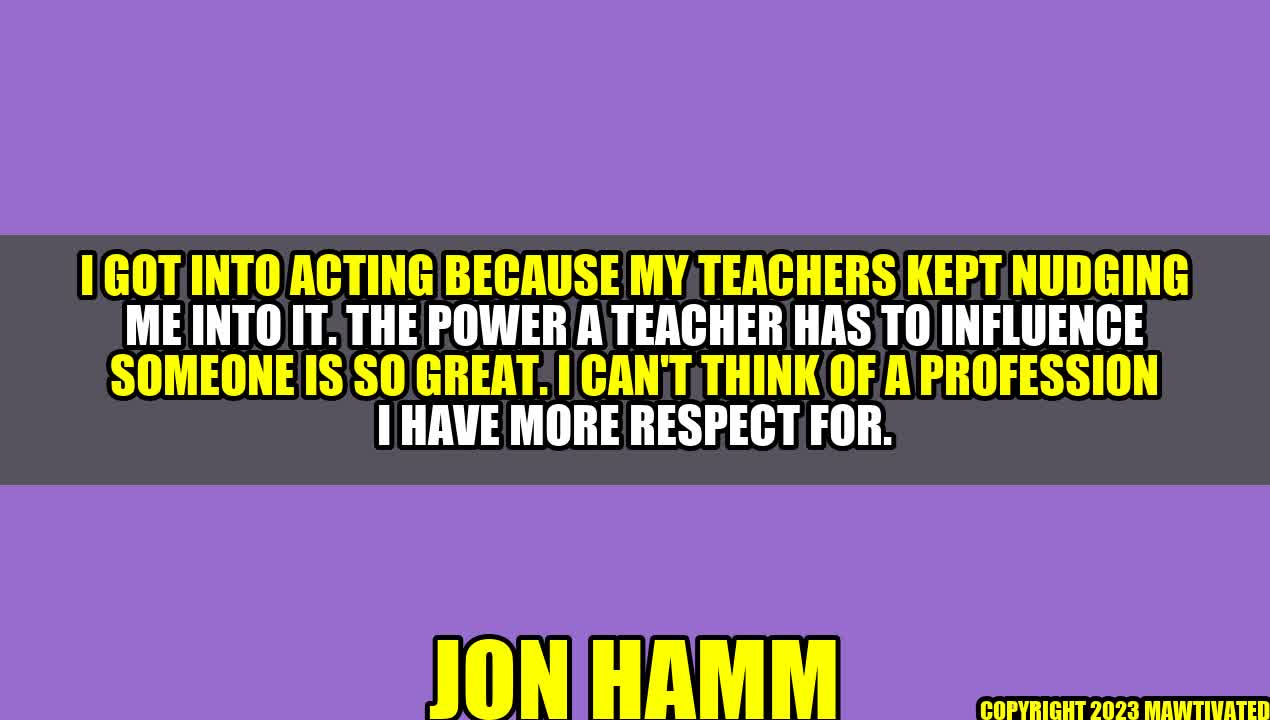 I GOT INTO ACTING BECAUSE MY TEACHERS KEPT NUDGING
ME INTO IT. THE POWER A TEACHER HAS TO INFLUENCE
SOMEONE IS SO GREAT. I CAN'T THINK OF A PROFESSION
I HAVE MORE RESPECT FOR.
JON HAMM
COPYRIGHT 2023 MAWTIVATED